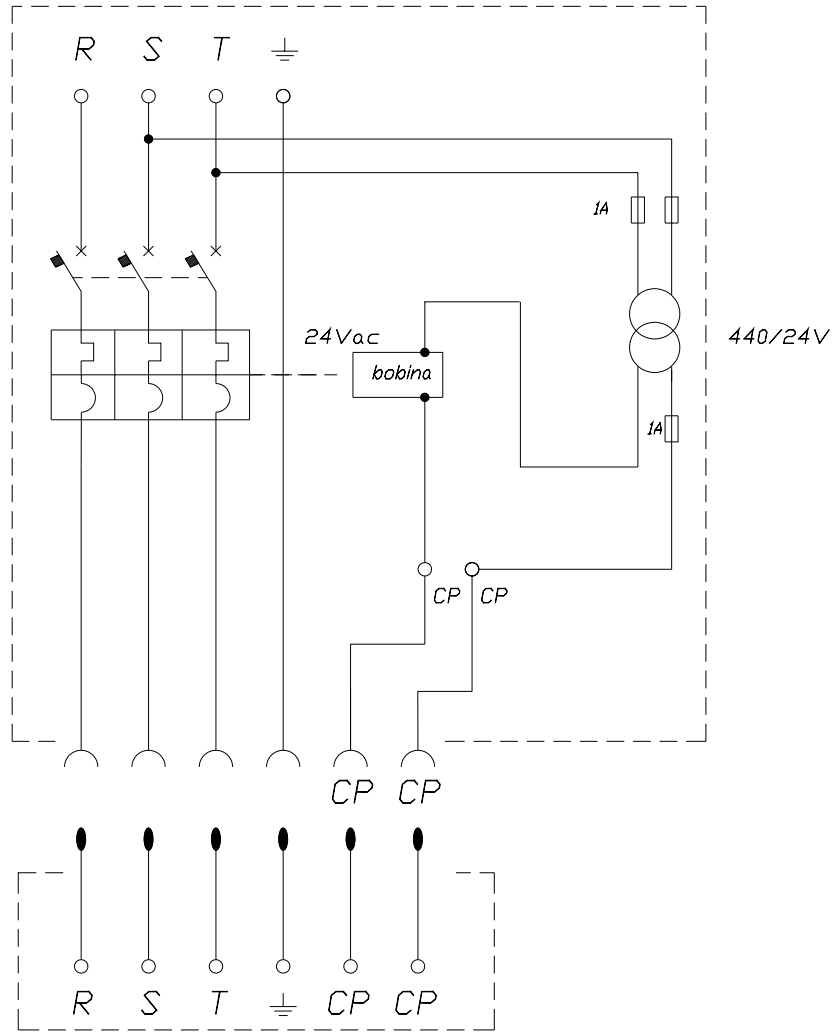 R S T
1A
24Vac
440/24V
bobina
1A
CP CP
CP CP
R S T CP CP